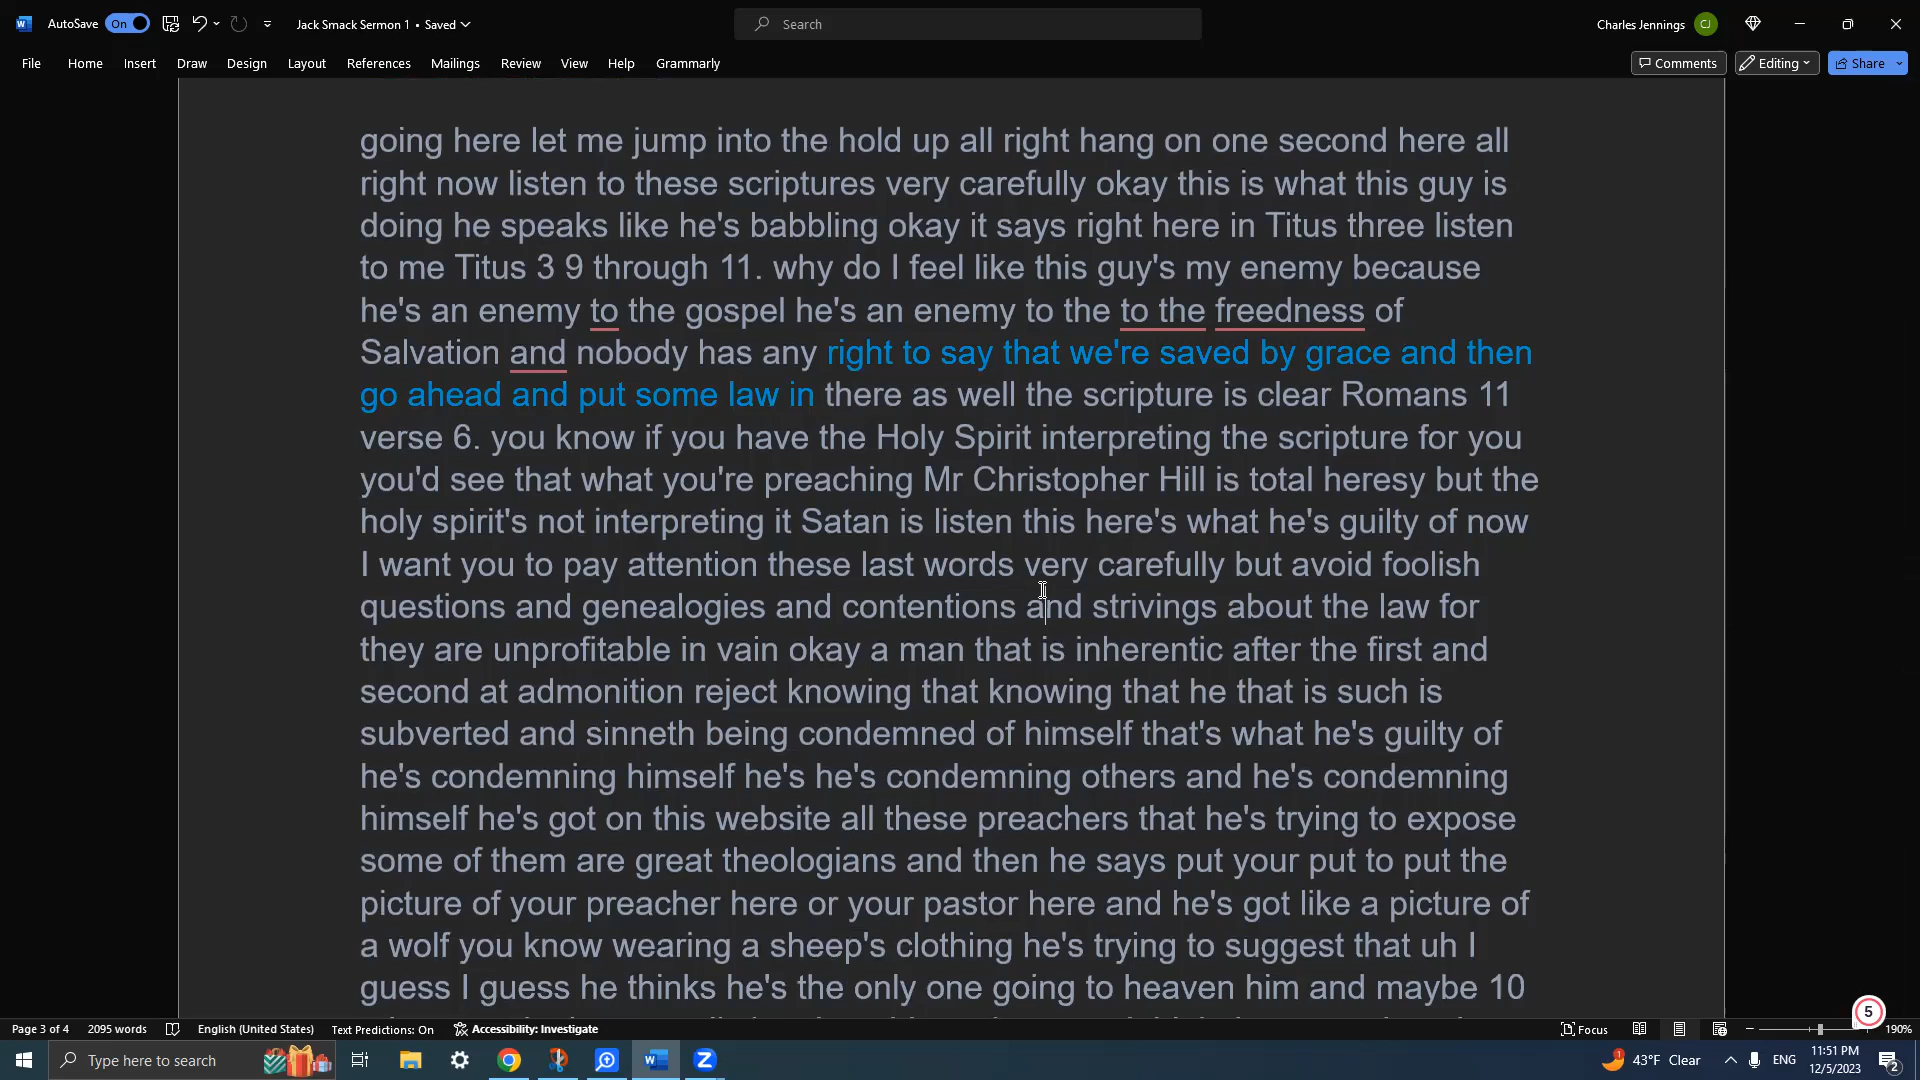 AutoSave On Jack Smack Sermon 1 • Saved Search Charles Jennings CJ
File Home Insert Draw Design Layout References Mailings Review View Help Grammarly Comments Editing Share
going here let me jump into the hold up all right hang on one second here all
right now listen to these scriptures very carefully okay this is what this guy is
doing he speaks like he's babbling okay it says right here in Titus three listen
to me Titus 3 9 through 11. why do I feel like this guy's my enemy because
he's an enemy to the gospel he's an enemy to the to the freedness of
Salvation and nobody has any right to say that we're saved by grace and then
go ahead and put some law in there as well the scripture is clear Romans 11
verse 6. you know if you have the Holy Spirit interpreting the scripture for you
you'd see that what you're preaching Mr Christopher Hill is total heresy but the
holy spirit's not interpreting it Satan is listen this here's what he's guilty of now
I want you to pay attention these last words very carefully but avoid foolish
questions and genealogies and contentions and strivings about the law for
they are unprofitable in vain okay a man that is inherentic after the first and
second at admonition reject knowing that knowing that he that is such is
subverted and sinneth being condemned of himself that's what he's guilty of
he's condemning himself he's he's condemning others and he's condemning
himself he's got on this website all these preachers that he's trying to expose
some of them are great theologians and then he says put your put to put the
picture of your preacher here or your pastor here and he's got like a picture of
a wolf you know wearing a sheep's clothing he's trying to suggest that uh I
guess I guess he thinks he's the only one going to heaven him and maybe 10
5
Page 3 of 4 2095 words English (United States) Text Predictions: On Accessibility: Investigate Focus 190%
Type here to search 43°F Clear ENG 11:51 PM
12/5/2023 2